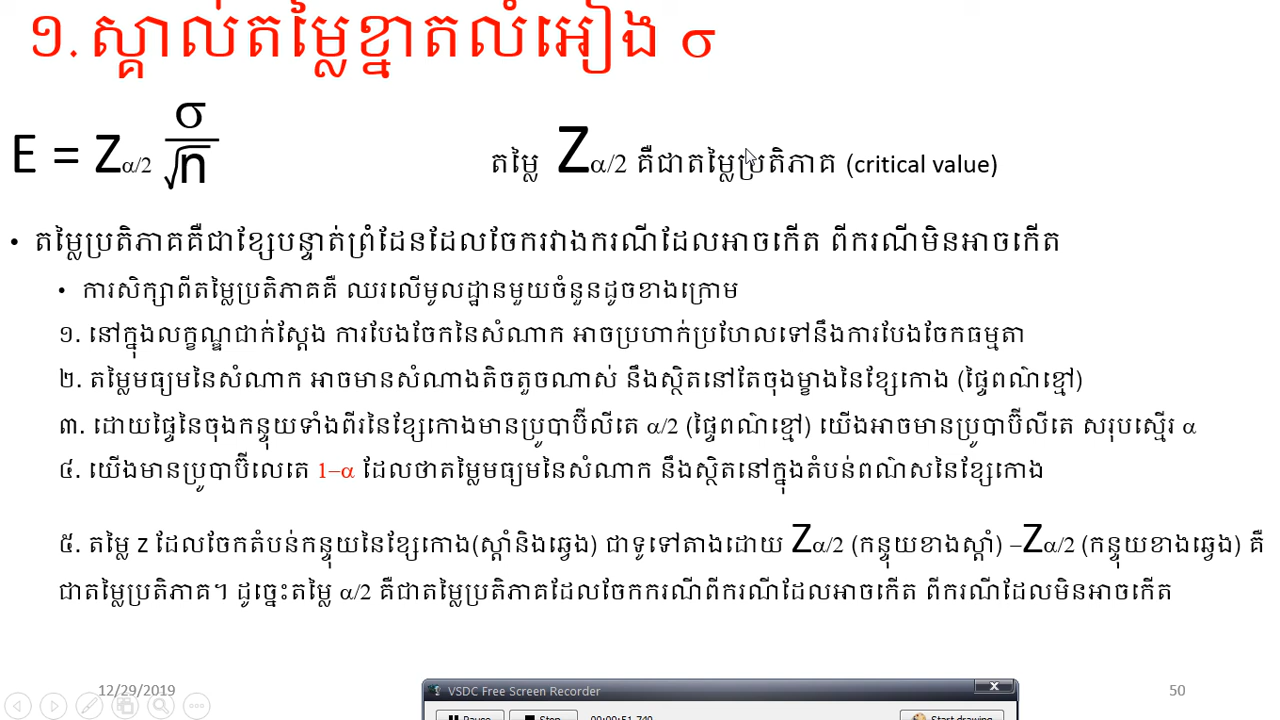 ១. ស្គាល់តម្លៃខ្នាតលំអៀង σ
E = Zα/2 σ/√n
តម្លៃ Zα/2 គឺជាតម្លៃប្រតិភាគ (critical value)
• តម្លៃប្រតិភាគគឺជាខ្សែបន្ទាត់ព្រំដែនដែលចែករវាងករណីដែលអាចកើត ពីករណីមិនអាចកើត
• ការសិក្សាពីតម្លៃប្រតិភាគគឺ ឈរលើមូលដ្ឋានមួយចំនួនដូចខាងក្រោម
១. នៅក្នុងលក្ខណ្ឌជាក់ស្តែង ការបែងចែកនៃសំណាក អាចប្រហាក់ប្រហែលទៅនឹងការបែងចែកធម្មតា
២. តម្លៃមធ្យមនៃសំណាក អាចមានសំណាងតិចតួចណាស់ នឹងស្ថិតនៅតែចុងម្ខាងនៃខ្សែកោង (ផ្ទៃពណ៌ខ្មៅ)
៣. ដោយផ្ទៃនៃចុងកន្ទុយទាំងពីរនៃខ្សែកោងមានប្រូបាប៊ីលីតេ α/2 (ផ្ទៃពណ៌ខ្មៅ) យើងអាចមានប្រូបាប៊ីលីតេ សរុបស្មើរ α
៤. យើងមានប្រូបាប៊ីលេតេ 1–α ដែលថាតម្លៃមធ្យមនៃសំណាក នឹងស្ថិតនៅក្នុងតំបន់ពណ៌សនៃខ្សែកោង
៥. តម្លៃ z ដែលចែកតំបន់កន្ទុយនៃខ្សែកោង(ស្តាំនិងឆ្វេង) ជាទូទៅតាងដោយ Zα/2 (កន្ទុយខាងស្តាំ) –Zα/2 (កន្ទុយខាងឆ្វេង) គឺ
ជាតម្លៃប្រតិភាគ។ ដូច្នេះតម្លៃ α/2 គឺជាតម្លៃប្រតិភាគដែលចែកករណីពីករណីដែលអាចកើត ពីករណីដែលមិនអាចកើត
12/29/2019
50
VSDC Free Screen Recorder
Pause Stop 00:00:51.740 Start drawing